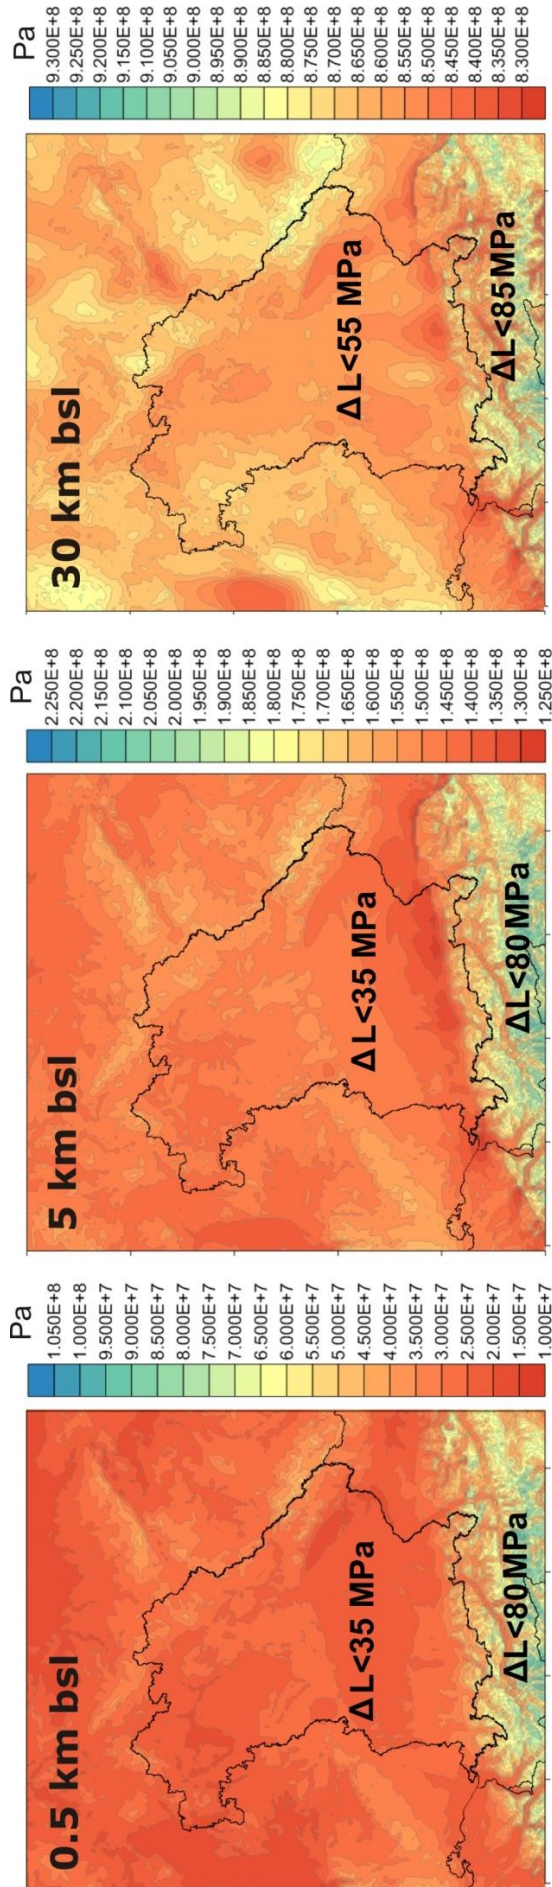 0.5 km bsl
ΔL<35 MPa
ΔL<80MPa
Pa
1.050E+8
1.000E+8
9.500E+7
9.000E+7
8.500E+7
8.000E+7
7.500E+7
7.000E+7
6.500E+7
6.000E+7
5.500E+7
5.000E+7
4.500E+7
4.000E+7
3.500E+7
3.000E+7
2.500E+7
2.000E+7
1.500E+7
1.000E+7
5 km bsl
ΔL<35 MPa
ΔL<80MPa
Pa
2.250E+8
2.200E+8
2.150E+8
2.100E+8
2.050E+8
2.000E+8
1.950E+8
1.900E+8
1.850E+8
1.800E+8
1.750E+8
1.700E+8
1.650E+8
1.600E+8
1.550E+8
1.500E+8
1.450E+8
1.400E+8
1.350E+8
1.300E+8
1.250E+8
30 km bsl
ΔL<55 MPa
ΔL<85MPa
Pa
9.300E+8
9.250E+8
9.200E+8
9.150E+8
9.100E+8
9.050E+8
9.000E+8
8.950E+8
8.900E+8
8.850E+8
8.800E+8
8.750E+8
8.700E+8
8.650E+8
8.600E+8
8.550E+8
8.500E+8
8.450E+8
8.400E+8
8.350E+8
8.300E+8